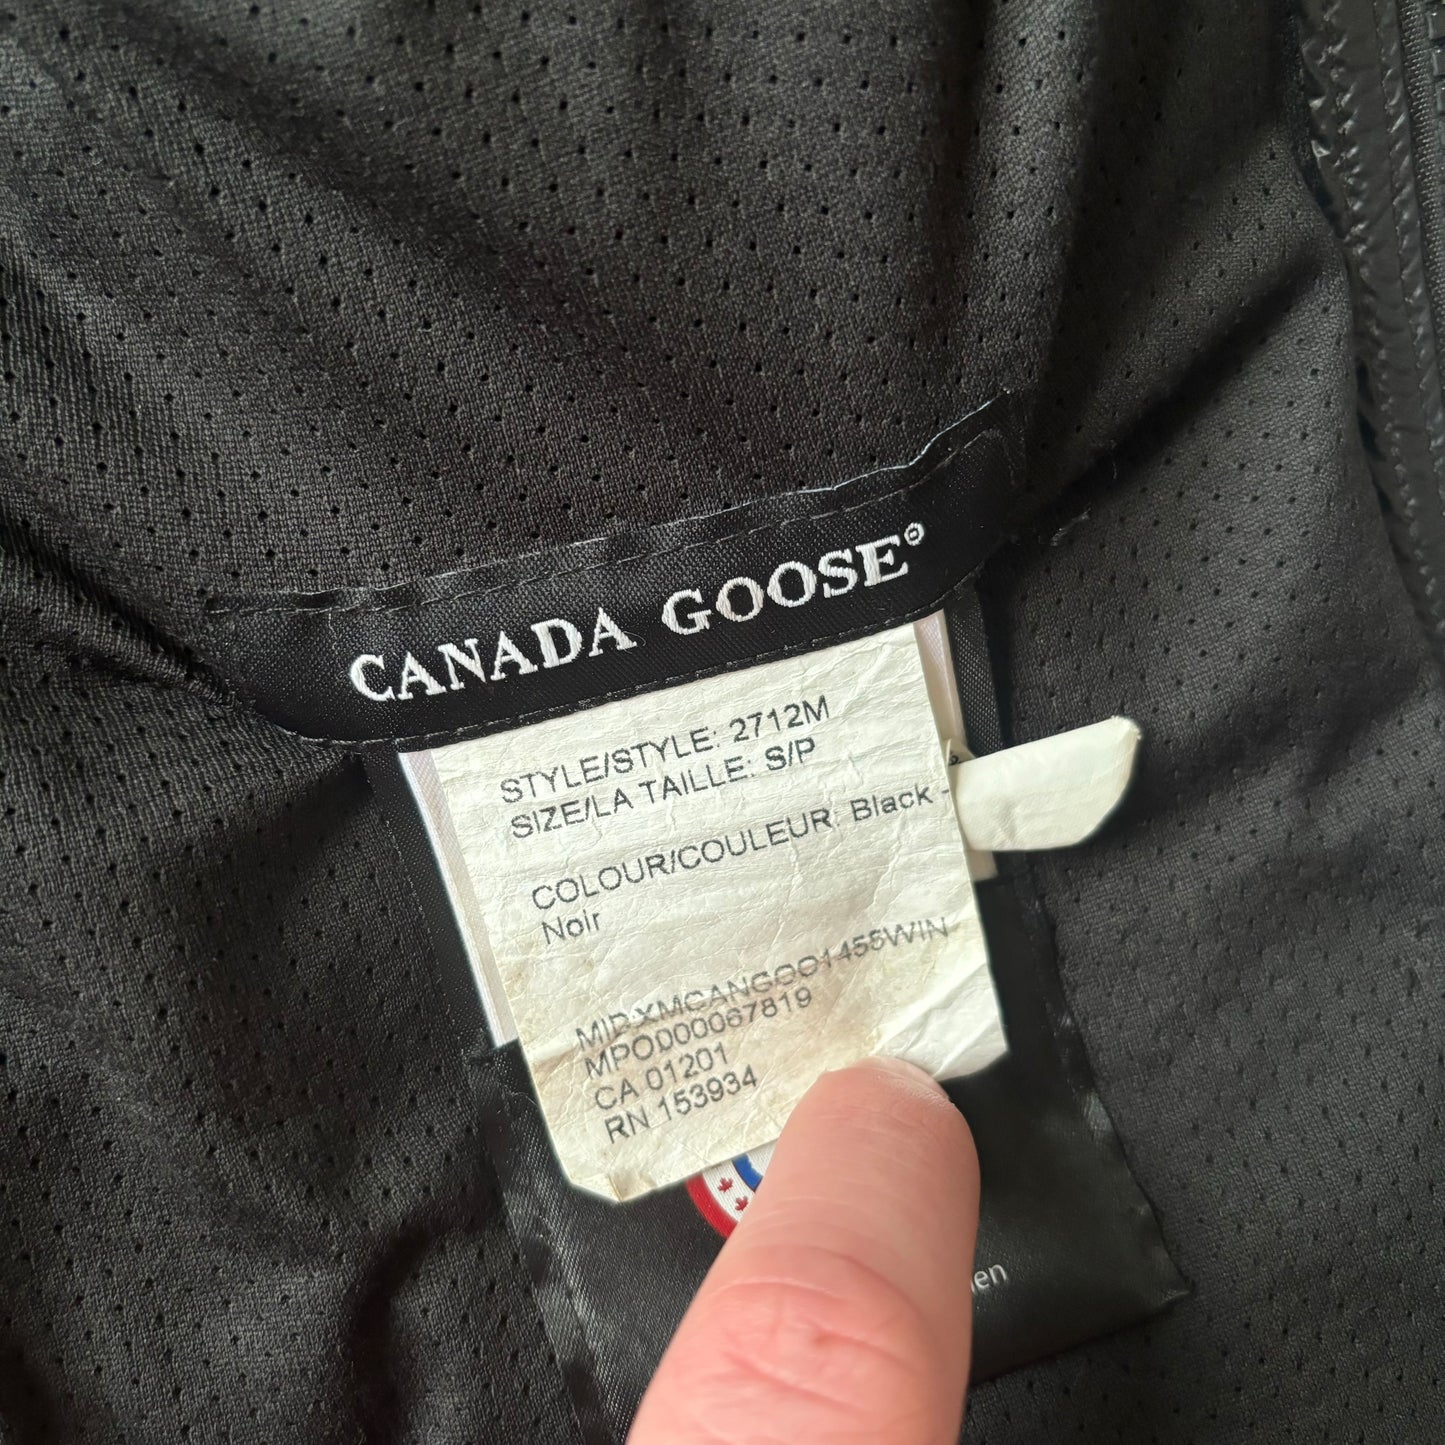 CANADA GOOSE®
STYLE/STYLE: 2712M
SIZE/LA TAILLE: S/P
COLOUR/COULEUR: Black -
Noir
MID:XMCANGOO1455WIN
MPO000067819
CA 01201
RN 153934